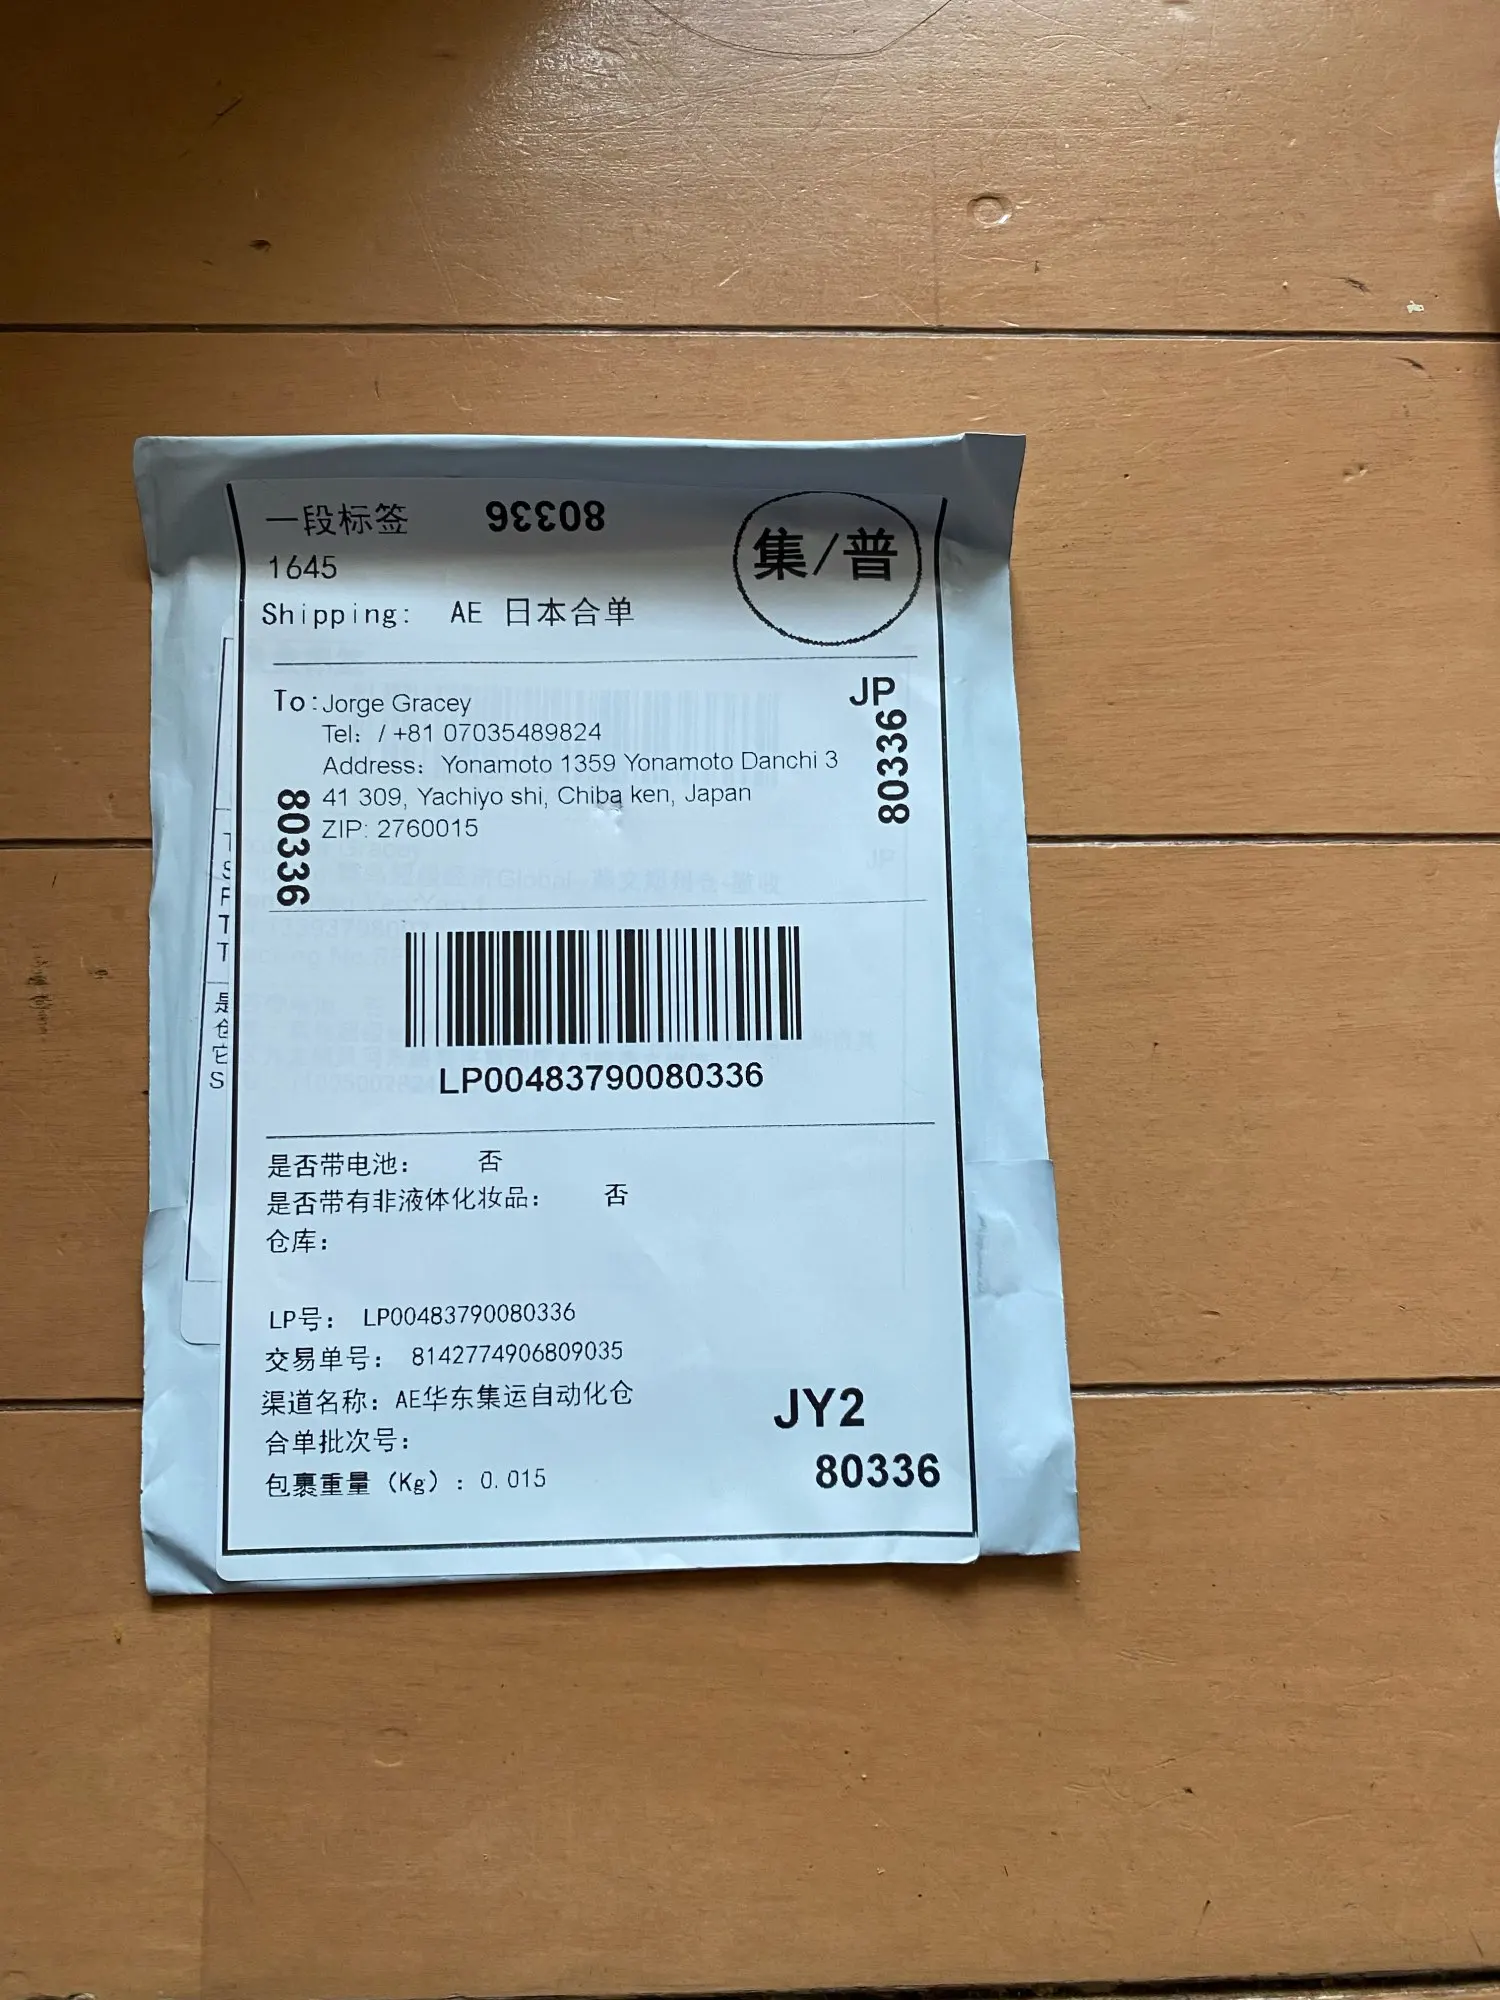 一段标签
80336
集/普
1645
Shipping: AE 日本合单
To: Jorge Gracey
JP
80336
Tel: / +81 07035489824
Address: Yonamoto 1359 Yonamoto Danchi 3
41 309, Yachiyo shi, Chiba ken, Japan
ZIP: 2760015
80336
LP00483790080336
是否带电池： 否
是否带有非液体化妆品： 否
仓库：
LP号： LP00483790080336
交易单号： 8142774906809035
渠道名称：AE华东集运自动化仓
合单批次号：
包裹重量（Kg）：0.015
JY2
80336